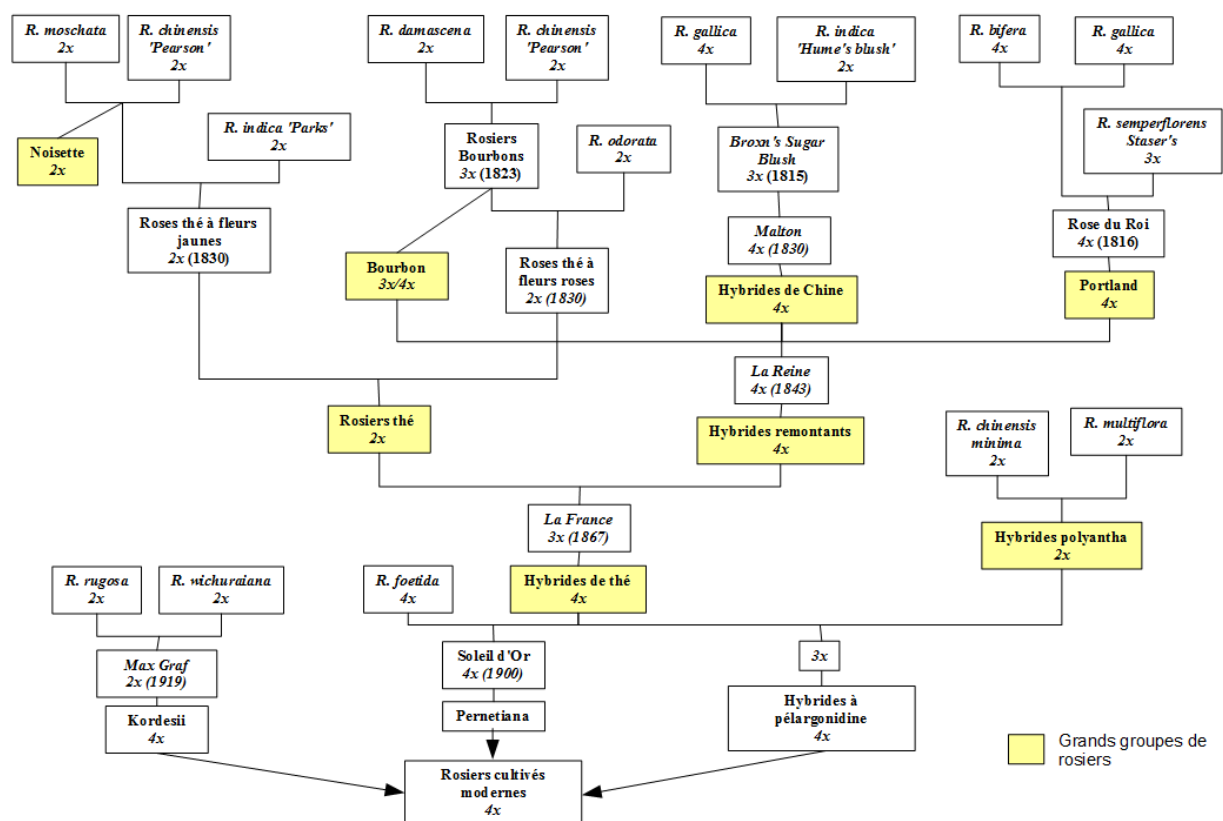 R. moschata
2x
R. chinensis
'Pearson'
2x
R. damascena
2x
R. chinensis
'Pearson'
2x
R. gallica
4x
R. indica
'Hume's blush'
2x
R. bifera
4x
R. gallica
4x
Noisette
2x
R. indica 'Parks'
2x
Rosiers
Bourbons
3x (1823)
R. odorata
2x
Broxn's Sugar
Blush
3x (1815)
R. semperflorens
Staser's
3x
Roses thé à fleurs
jaunes
2x (1830)
Bourbon
3x/4x
Roses thé à
fleurs roses
2x (1830)
Malton
4x (1830)
Rose du Roi
4x (1816)
Hybrides de Chine
4x
Portland
4x
La Reine
4x (1843)
Rosiers thé
2x
Hybrides remontants
4x
R. chinensis
minima
2x
R. multiflora
2x
La France
3x (1867)
Hybrides polyantha
2x
R. rugosa
2x
R. wichuraiana
2x
R. foetida
4x
Hybrides de thé
4x
Max Graf
2x (1919)
Soleil d'Or
4x (1900)
3x
Kordesii
4x
Pernetiana
Hybrides à
pélargonidine
4x
Rosiers cultivés
modernes
4x
Grands groupes de
rosiers